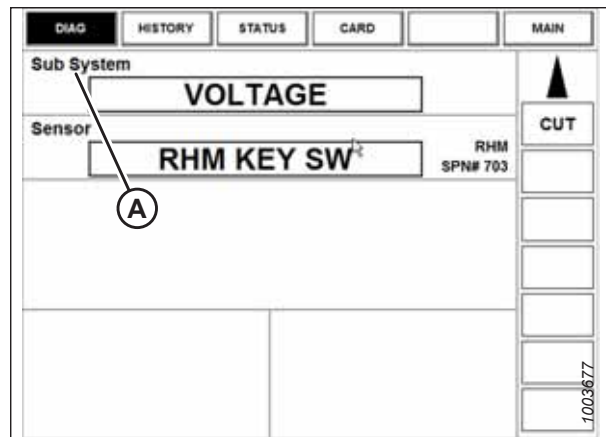 DIAG HISTORY STATUS CARD MAIN
Sub System
VOLTAGE
CUT
Sensor
RHM KEY SW
RHM
SPN# 703
A
1003677